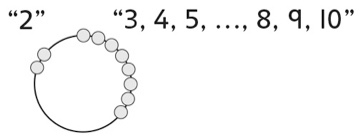 “2” “3, 4, 5, ..., 8, 9, 10”